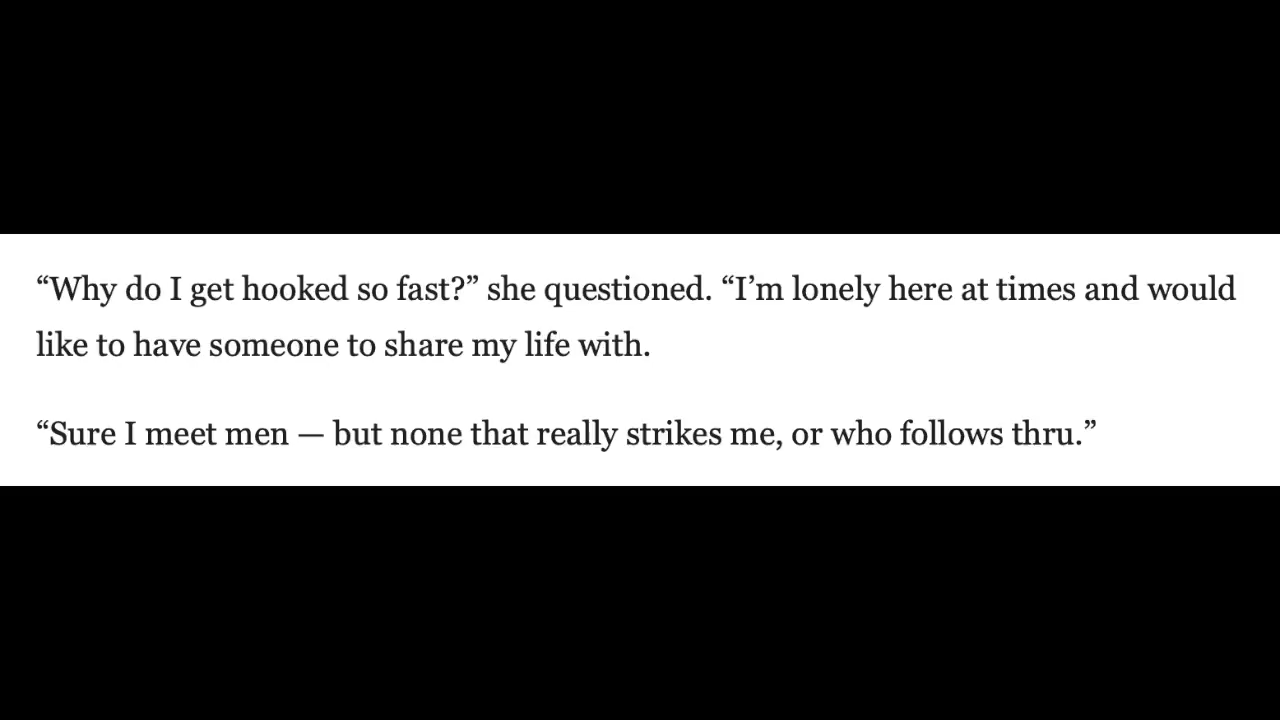 “Why do I get hooked so fast?” she questioned. “I’m lonely here at times and would
like to have someone to share my life with.
“Sure I meet men — but none that really strikes me, or who follows thru.”